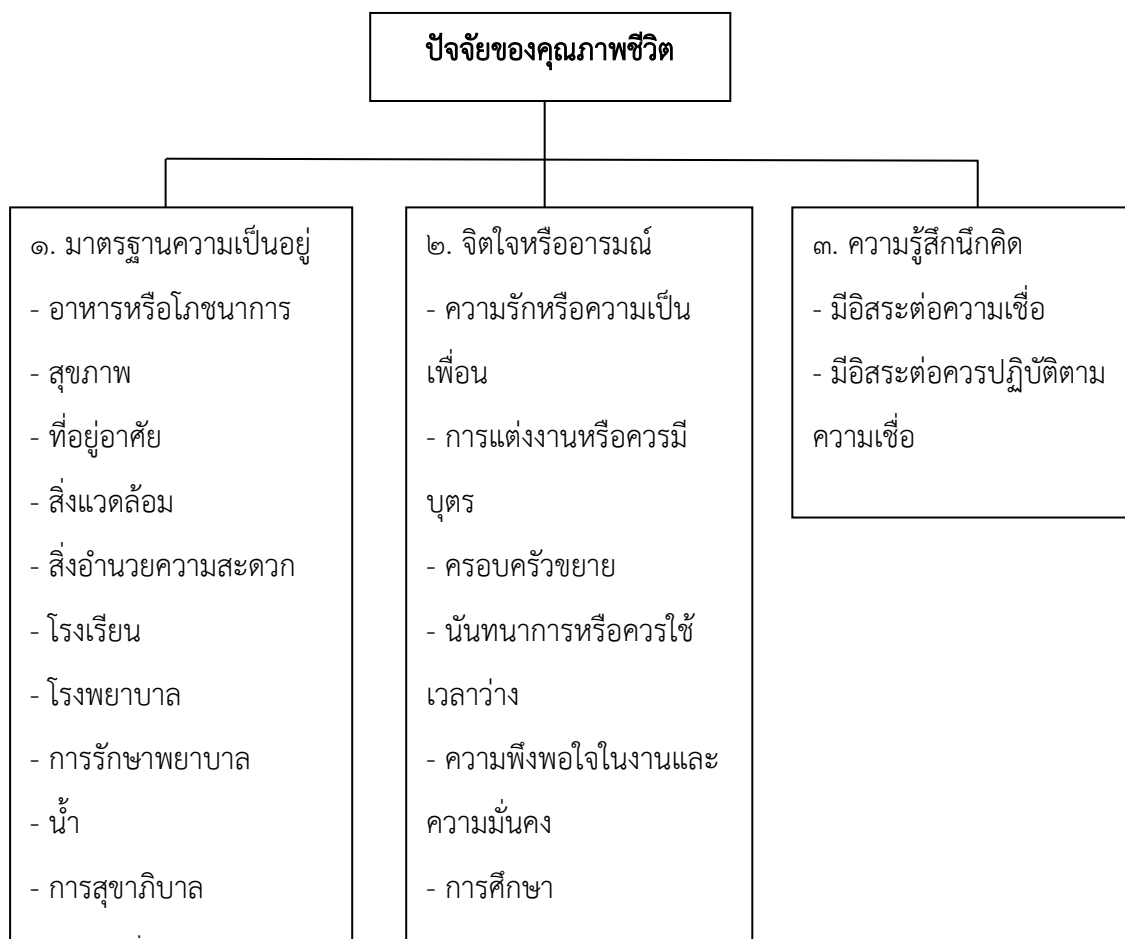 ปัจจัยของคุณภาพชีวิต
๑. มาตรฐานความเป็นอยู่
- อาหารหรือโภชนาการ
- สุขภาพ
- ที่อยู่อาศัย
- สิ่งแวดล้อม
- สิ่งอำนวยความสะดวก
- โรงเรียน
- โรงพยาบาล
- การรักษาพยาบาล
- น้ำ
- การสุขาภิบาล
๒. จิตใจหรืออารมณ์
- ความรักหรือความเป็น
เพื่อน
- การแต่งงานหรือควรมี
บุตร
- ครอบครัวขยาย
- นันทนาการหรือควรใช้
เวลาว่าง
- ความพึงพอใจในงานและ
ความมั่นคง
- การศึกษา
๓. ความรู้สึกนึกคิด
- มีอิสระต่อความเชื่อ
- มีอิสระต่อควรปฏิบัติตาม
ความเชื่อ